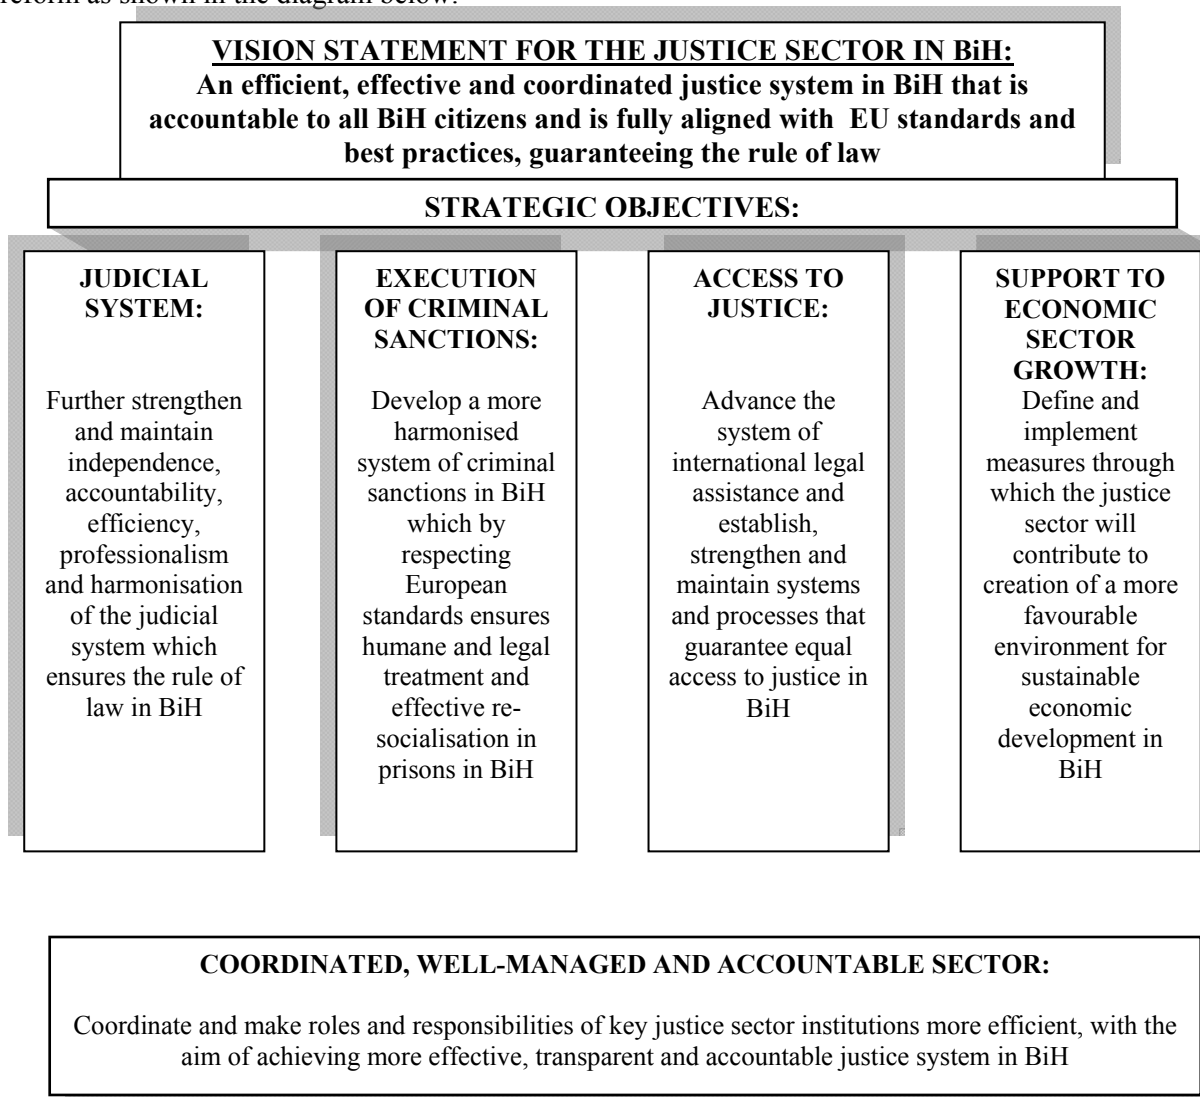 reform as shown in the diagram below.
VISION STATEMENT FOR THE JUSTICE SECTOR IN BiH:
An efficient, effective and coordinated justice system in BiH that is
accountable to all BiH citizens and is fully aligned with EU standards and
best practices, guaranteeing the rule of law
STRATEGIC OBJECTIVES:
JUDICIAL
SYSTEM:
Further strengthen
and maintain
independence,
accountability,
efficiency,
professionalism
and harmonisation
of the judicial
system which
ensures the rule of
law in BiH
EXECUTION
OF CRIMINAL
SANCTIONS:
Develop a more
harmonised
system of criminal
sanctions in BiH
which by
respecting
European
standards ensures
humane and legal
treatment and
effective re-
socialisation in
prisons in BiH
ACCESS TO
JUSTICE:
Advance the
system of
international legal
assistance and
establish,
strengthen and
maintain systems
and processes that
guarantee equal
access to justice in
BiH
SUPPORT TO
ECONOMIC
SECTOR
GROWTH:
Define and
implement
measures through
which the justice
sector will
contribute to
creation of a more
favourable
environment for
sustainable
economic
development in
BiH
COORDINATED, WELL-MANAGED AND ACCOUNTABLE SECTOR:
Coordinate and make roles and responsibilities of key justice sector institutions more efficient, with the
aim of achieving more effective, transparent and accountable justice system in BiH